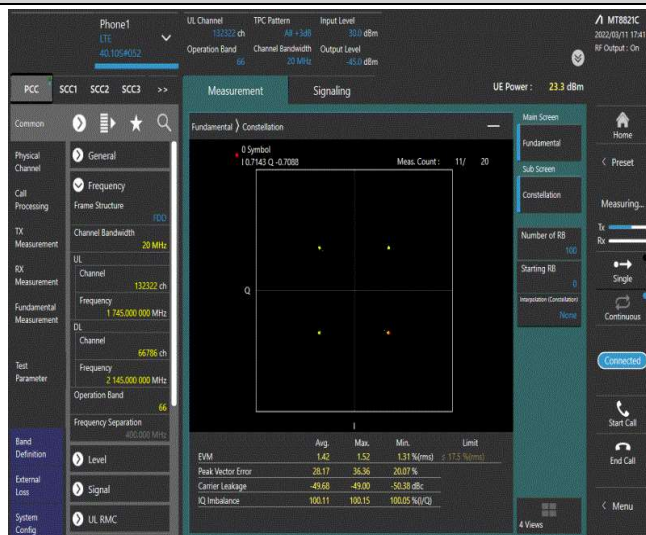 Phone1
LTE
40.10S#052
UL Channel TPC Pattern Input Level
132322 ch All +3dB 30.0 dBm
Operation Band Channel Bandwidth Output Level
66 20 MHz -45.0 dBm
MT8821C
2022/03/11 17:41
RF Output : On
PCC SCC1 SCC2 SCC3 >>
Measurement Signaling UE Power : 23.3 dBm
Common
Physical
Channel
Call
Processing
TX
Measurement
RX
Measurement
Fundamental
Measurement
Test
Parameter
Band
Definition
External
Loss
System
Config
General
Frequency
Frame Structure
FDD
Channel Bandwidth
20 MHz
UL
Channel
132322 ch
Frequency
1 745.000 000 MHz
DL
Channel
66786 ch
Frequency
2 145.000 000 MHz
Operation Band
66
Frequency Separation
400.000 MHz
Level
Signal
UL RMC
Fundamental Constellation
0 Symbol
I 0.7143 Q -0.7088 Meas. Count : 11/ 20
Q
I
Avg. Max. Min. Limit
EVM 1.42 1.52 1.31 %(rms) ≤ 17.5 %(rms)
Peak Vector Error 28.17 36.36 20.07 %
Carrier Leakage -49.68 -49.00 -50.38 dBc
IQ Imbalance 100.11 100.15 100.05 %(I/Q)
Main Screen
Fundamental
Sub Screen
Constellation
Number of RB
100
Starting RB
0
Interpolation (Constellation)
None
4 Views
Home
< Preset
Measuring...
Tx
Rx
Single
Continuous
Connected
Start Call
End Call
< Menu